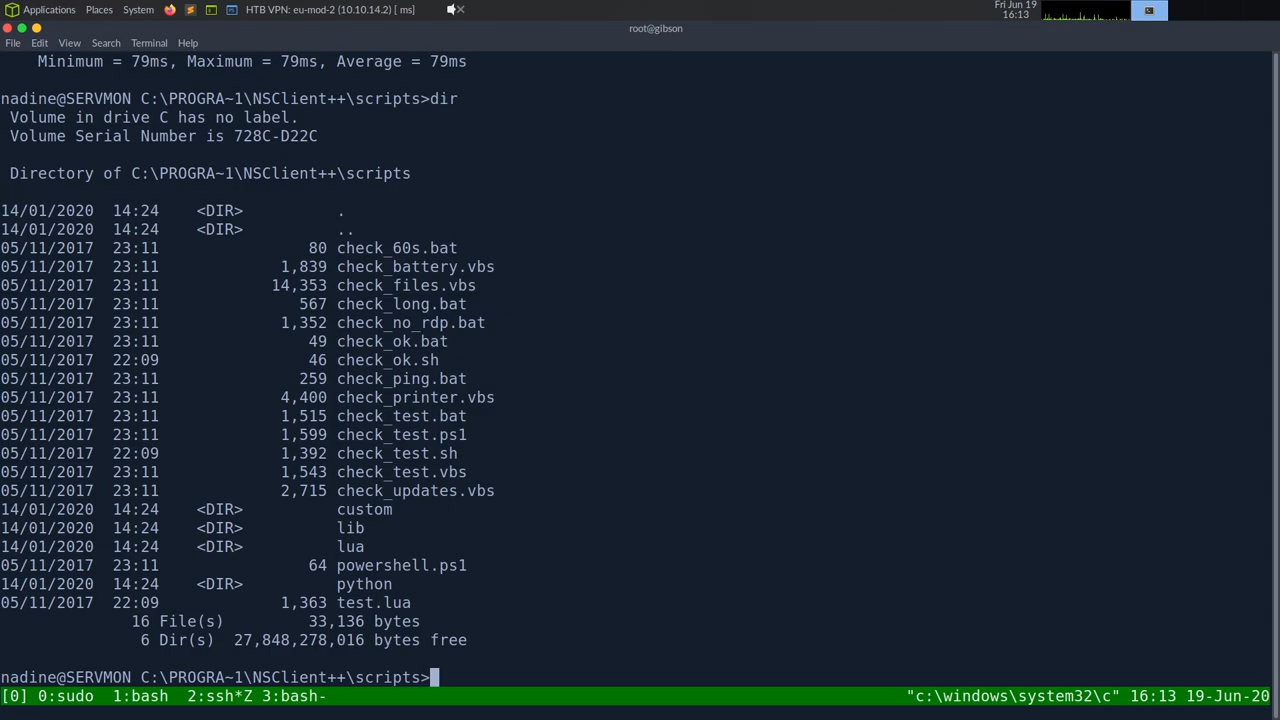 Applications Places System HTB VPN: eu-mod-2 (10.10.14.2) [ ms]
Fri Jun 19
16:13
root@gibson
File Edit View Search Terminal Help
    Minimum = 79ms, Maximum = 79ms, Average = 79ms
nadine@SERVMON C:\PROGRA~1\NSClient++\scripts>dir
 Volume in drive C has no label.
 Volume Serial Number is 728C-D22C
 Directory of C:\PROGRA~1\NSClient++\scripts
14/01/2020  14:24    <DIR>          .
14/01/2020  14:24    <DIR>          ..
05/11/2017  23:11                80 check_60s.bat
05/11/2017  23:11             1,839 check_battery.vbs
05/11/2017  23:11            14,353 check_files.vbs
05/11/2017  23:11               567 check_long.bat
05/11/2017  23:11             1,352 check_no_rdp.bat
05/11/2017  23:11                49 check_ok.bat
05/11/2017  22:09                46 check_ok.sh
05/11/2017  23:11               259 check_ping.bat
05/11/2017  23:11             4,400 check_printer.vbs
05/11/2017  23:11             1,515 check_test.bat
05/11/2017  23:11             1,599 check_test.ps1
05/11/2017  22:09             1,392 check_test.sh
05/11/2017  23:11             1,543 check_test.vbs
05/11/2017  23:11             2,715 check_updates.vbs
14/01/2020  14:24    <DIR>          custom
14/01/2020  14:24    <DIR>          lib
14/01/2020  14:24    <DIR>          lua
05/11/2017  23:11                64 powershell.ps1
14/01/2020  14:24    <DIR>          python
05/11/2017  22:09             1,363 test.lua
              16 File(s)         33,136 bytes
               6 Dir(s)  27,848,278,016 bytes free
nadine@SERVMON C:\PROGRA~1\NSClient++\scripts>
[0] 0:sudo  1:bash  2:ssh*Z 3:bash-  "c:\windows\system32\c" 16:13 19-Jun-20